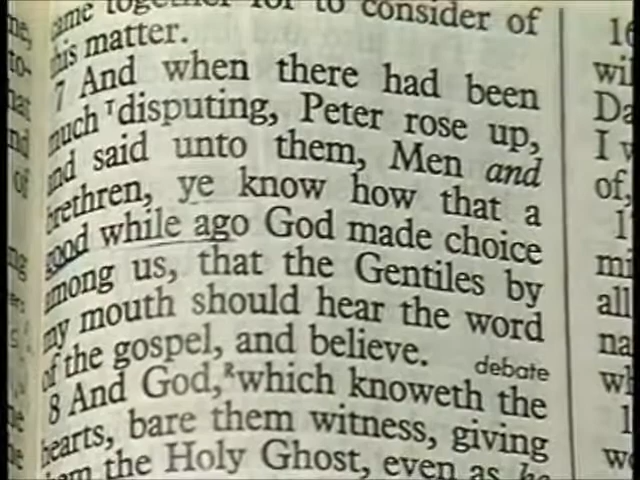 came together for to consider of
this matter.
7 And when there had been
much Tdisputing, Peter rose up,
and said unto them, Men and
brethren, ye know how that a
good while ago God made choice
among us, that the Gentiles by
my mouth should hear the word
of the gospel, and believe. debate
8 And God,Rwhich knoweth the
hearts, bare them witness, giving
them the Holy Ghost, even as he